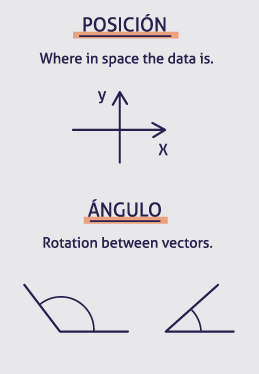 POSICIÓN
Where in space the data is.
y
X
ÁNGULO
Rotation between vectors.